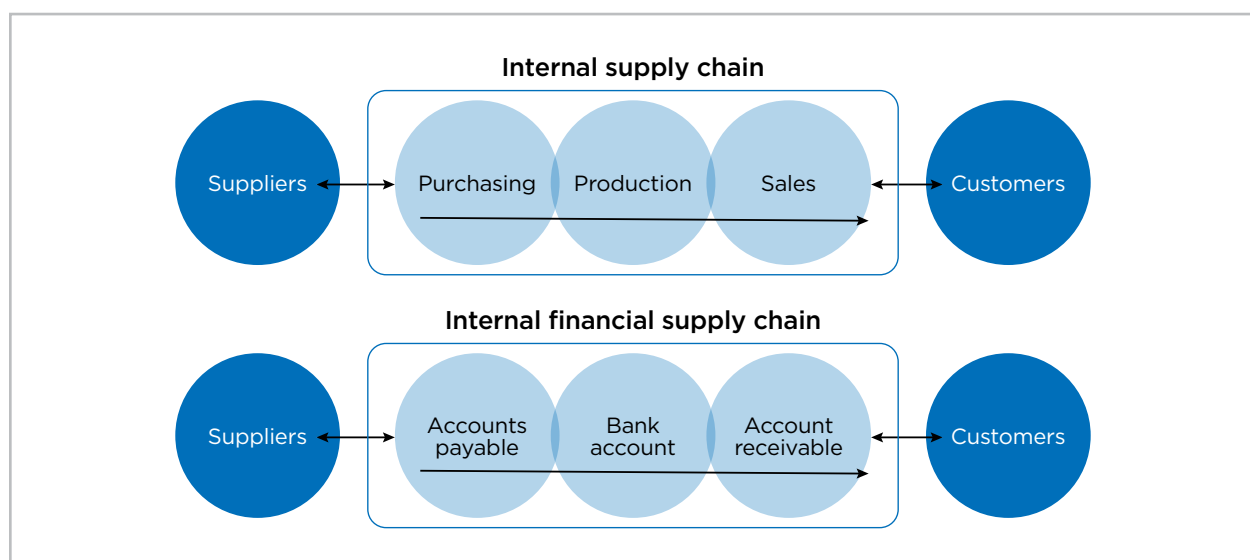 Internal supply chain
Suppliers
Purchasing
Production
Sales
Customers
Internal financial supply chain
Suppliers
Accounts
payable
Bank
account
Account
receivable
Customers